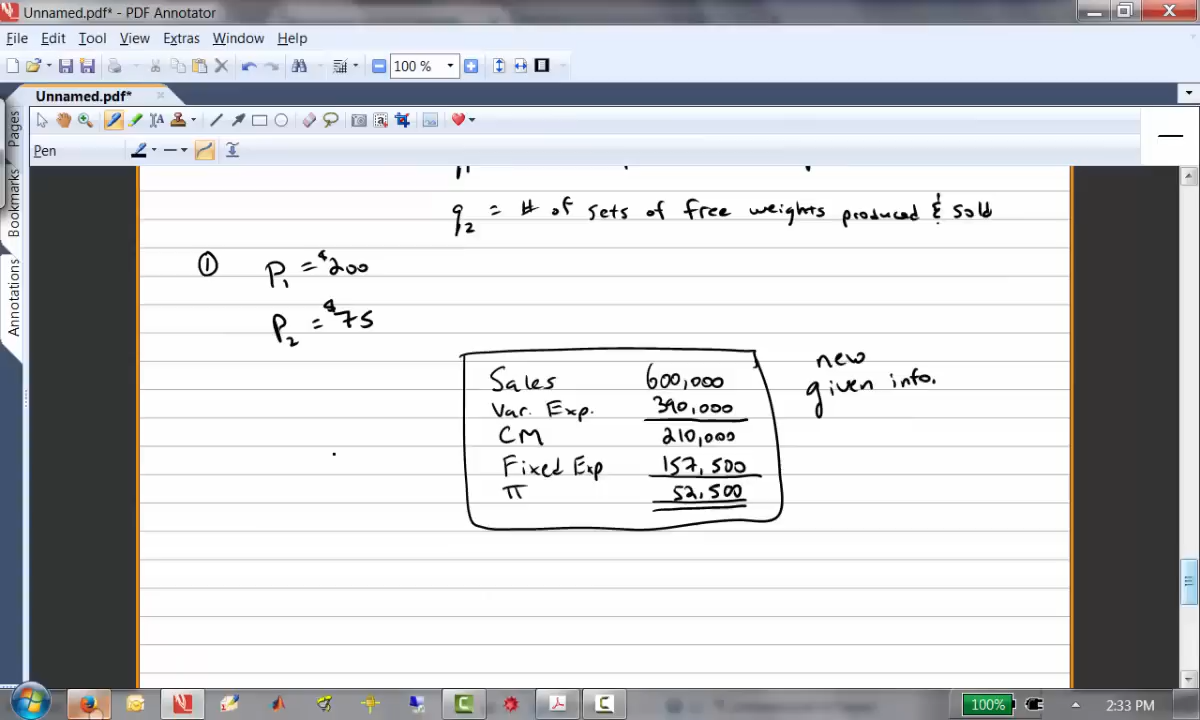 Unnamed.pdf* - PDF Annotator
File Edit Tool View Extras Window Help
100 %
Unnamed.pdf*
Pen
Pages
Bookmarks
Annotations
q2 = # of sets of free weights produced & sold
① P1 = $200
P2 = $75
new
given info.
Sales 600,000
Var. Exp. 390,000
CM 210,000
Fixed Exp 157,500
π 52,500
100% 2:33 PM